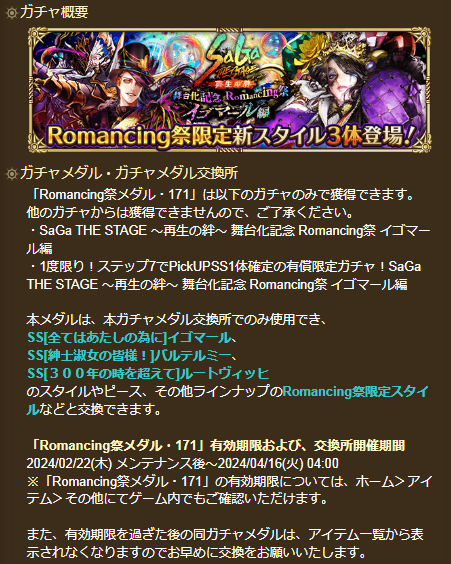 ガチャ概要
SaGa
THE STAGE
再生の絆
舞台化記念 Romancing祭
イゴマール編
Romancing祭限定新スタイル3体登場!
ガチャメダル・ガチャメダル交換所
「Romancing祭メダル・171」は以下のガチャのみで獲得できます。
他のガチャからは獲得できませんので、ご了承ください。
・SaGa THE STAGE ～再生の絆～ 舞台化記念 Romancing祭 イゴマー
ル編
・1度限り！ステップ7でPickUPSS1体確定の有償限定ガチャ！SaGa
THE STAGE ～再生の絆～ 舞台化記念 Romancing祭 イゴマール編
本メダルは、本ガチャメダル交換所でのみ使用でき、
SS[全てはあたしの為に]イゴマール、
SS[紳士淑女の皆様！]バルテルミー、
SS[３００年の時を超えて]ルートヴィッヒ
のスタイルやピース、その他ラインナップのRomancing祭限定スタイ
ルなどと交換できます。
「Romancing祭メダル・171」有効期限および、交換所開催期間
2024/02/22(木) メンテナンス後～2024/04/16(火) 04:00
※「Romancing祭メダル・171」の有効期限については、ホーム＞アイ
テム＞その他にてゲーム内でもご確認いただけます。
また、有効期限を過ぎた後の同ガチャメダルは、アイテム一覧から表
示されなくなりますのでお早めに交換をお願いいたします。